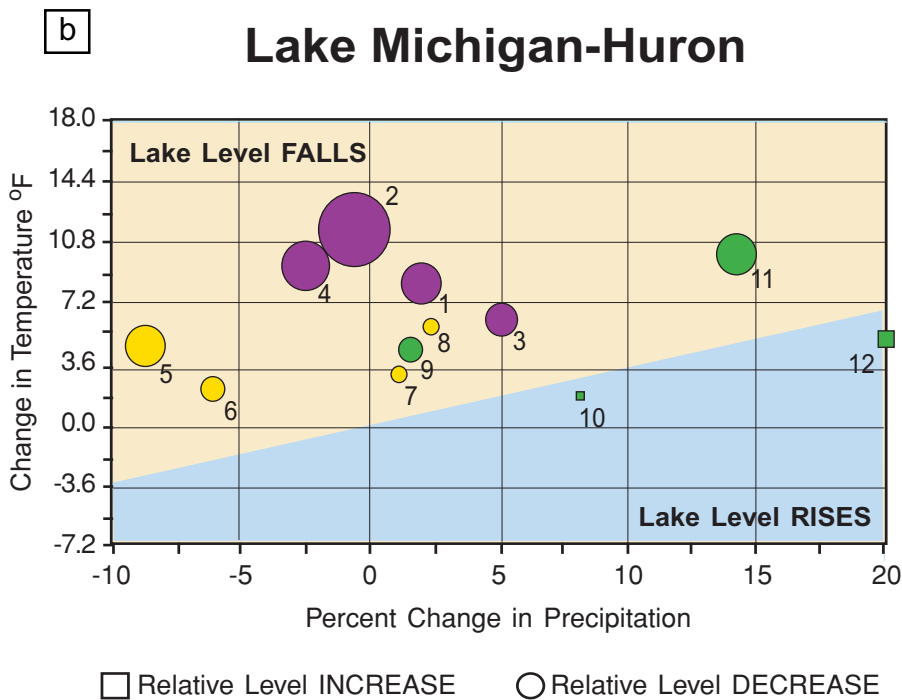 b
Lake Michigan-Huron
Change in Temperature ºF
18.0
14.4
10.8
7.2
3.6
0.0
-3.6
-7.2
Lake Level FALLS
2
4
1
11
3
8
5
9
7
6
12
10
Lake Level RISES
-10 -5 0 5 10 15 20
Percent Change in Precipitation
Relative Level INCREASE Relative Level DECREASE